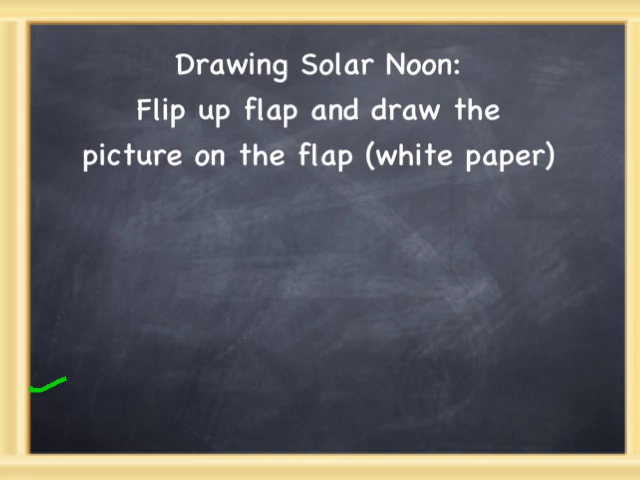 Drawing Solar Noon:
Flip up flap and draw the
picture on the flap (white paper)